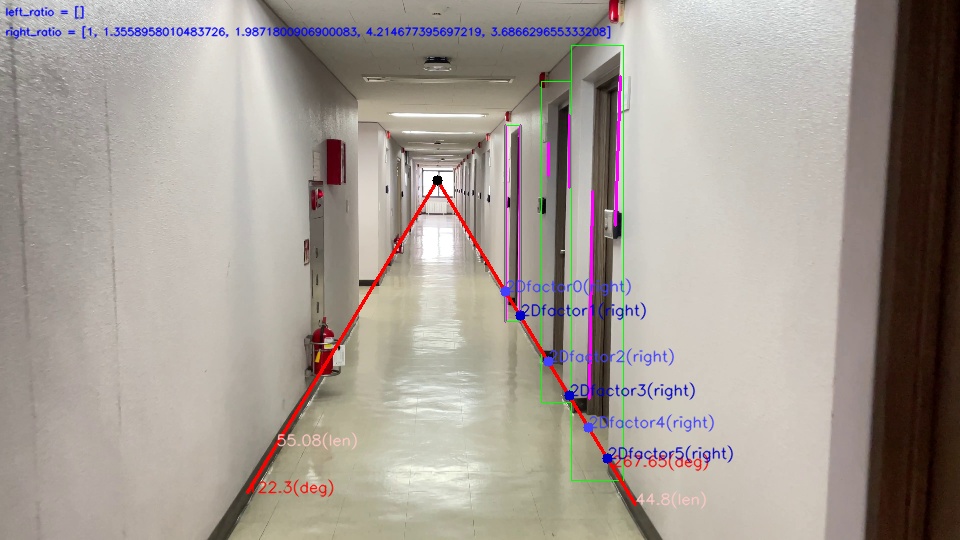 left_ratio = []
right_ratio = [1, 1.3558958010483726, 1.9871800906900083, 4.214677395697219, 3.686629655333208]
2Dfactor0(right)
2Dfactor1(right)
2Dfactor2(right)
2Dfactor3(right)
2Dfactor4(right)
55.08(len)
2Dfactor5(right)
267.65(deg)
22.3(deg)
44.8(len)